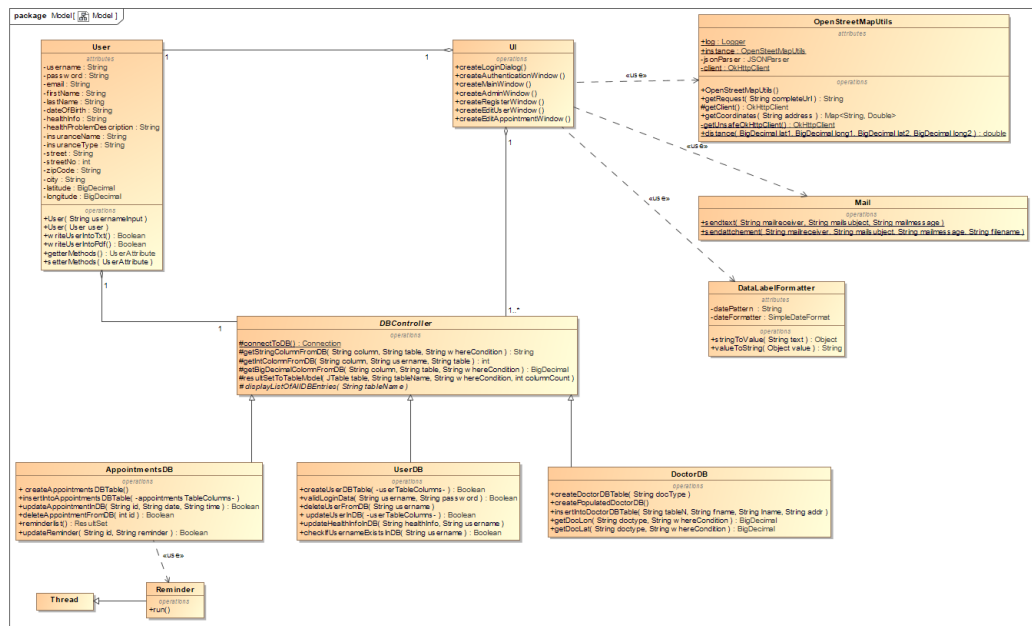 package Model[ Model ]
User
attributes
-username : String
-password : String
-email : String
-firstName : String
-lastName : String
-dateOfBirth : String
-healthInfo : String
-healthProblemDescription : String
-insuranceName : String
-insuranceType : String
-street : String
-streetNo : int
-zipCode : String
-city : String
-latitude : BigDecimal
-longitude : BigDecimal
operations
+User( String usernameInput )
+User( User user )
+writeUserIntoTxt() : Boolean
+writeUserIntoPdf() : Boolean
+getterMethods() : UserAttribute
+setterMethods( UserAttribute )
1
1
UI
operations
+createLoginDialog()
+createAuthenticationWindow()
+createMainWindow()
+createAdminWindow()
+createRegisterWindow()
+createEditUserWindow()
+createEditAppointmentWindow()
«use»
OpenStreetMapUtils
attributes
+log : Logger
+instance : OpenStreetMapUtils
-jsonParser : JSONParser
-client : OkHttpClient
operations
+OpenStreetMapUtils()
+getRequest( String completeUrl ) : String
#getClient() : OkHttpClient
+getCoordinates( String address ) : Map<String, Double>
-getUnsafeOkHttpClient() : OkHttpClient
+distance( BigDecimal lat1, BigDecimal long1, BigDecimal lat2, BigDecimal long2 ) : double
«use»
1
Mail
operations
+sendtext( String mailreceiver, String mailsubject, String mailmessage )
+sendattchement( String mailreceiver, String mailsubject, String mailmessage, String filename )
«use»
DataLabelFormatter
attributes
-datePattern : String
-dateFormatter : SimpleDateFormat
operations
+stringToValue( String text ) : Object
+valueToString( Object value ) : String
1
1
1..*
DBController
operations
#connectToDB() : Connection
#getStringColumnFromDB( String column, String table, String whereCondition ) : String
#getIntColumnFromDB( String column, String username, String table ) : int
#getBigDecimalColumnFromDB( String column, String table, String whereCondition ) : BigDecimal
#resultSetToTableModel( JTable table, String tableName, String whereCondition, int columnCount )
# displayListOfAllDBEntries( String tableName )
AppointmentsDB
operations
+ createAppointmentsDBTable()
+insertIntoAppointmentsDBTable( -appointmentsTableColumns- )
+updateAppointmentInDB( String id, String date, String time ) : Boolean
+deleteAppointmentFromDB( int id ) : Boolean
+reminderlist() : ResultSet
+updateReminder( String id, String reminder ) : Boolean
UserDB
operations
+createUserDBTable( -userTableColumns- ) : Boolean
+validLoginData( String username, String password ) : Boolean
+deleteUserFromDB( String username )
+ updateUserInDB( -userTableColumns- ) : Boolean
+updateHealthInfoInDB( String healthInfo, String username )
+checkIfUsernameExistsInDB( String username ) : Boolean
DoctorDB
operations
+createDoctorDBTable( String docType )
+createPopulatedDoctorDB()
+insertIntoDoctorDBTable( String tableN, String fname, String lname, String addr )
+getDocLon( String doctype, String whereCondition ) : BigDecimal
+getDocLat( String doctype, String whereCondition ) : BigDecimal
«use»
Thread
Reminder
operations
+run()